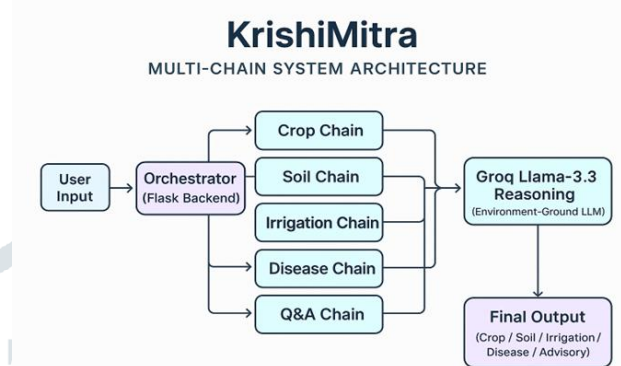 KrishiMitra
MULTI-CHAIN SYSTEM ARCHITECTURE
User
Input
Orchestrator
(Flask Backend)
Crop Chain
Soil Chain
Irrigation Chain
Disease Chain
Q&A Chain
Groq Llama-3.3
Reasoning
(Environment-Ground LLM)
Final Output
(Crop / Soil / Irrigation /
Disease / Advisory)